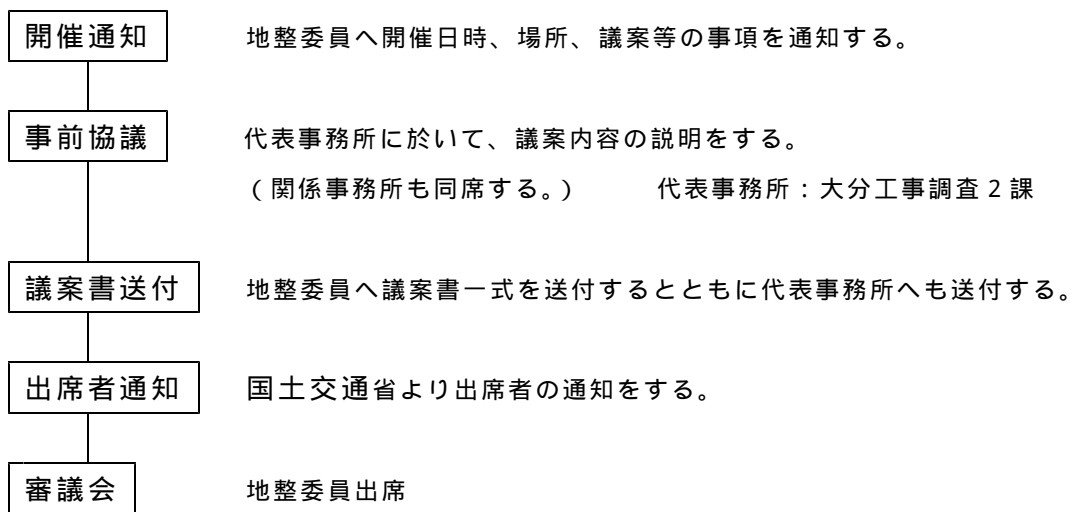 開催通知 地整委員へ開催日時、場所、議案等の事項を通知する。
事前協議 代表事務所に於いて、議案内容の説明をする。
（関係事務所も同席する。） 代表事務所：大分工事調査２課
議案書送付 地整委員へ議案書一式を送付するとともに代表事務所へも送付する。
出席者通知 国土交通省より出席者の通知をする。
審議会 地整委員出席